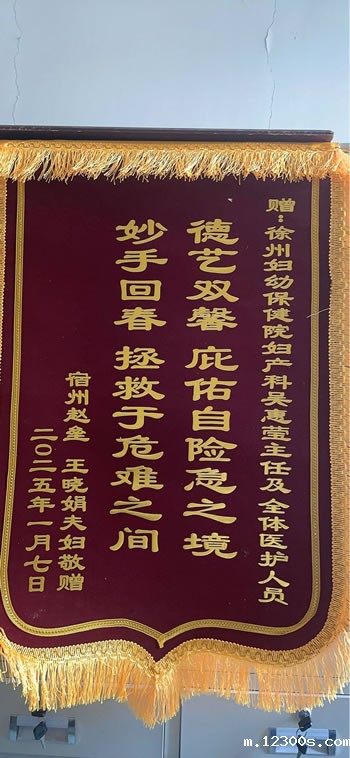 赠：徐州妇幼保健院妇产科吴惠莹主任及全体医护人员
德艺双馨 庇佑自险急之境
妙手回春 拯救于危难之间
宿州赵奎 王晓娟夫妇敬赠
二〇二五年一月七日
m.12300s.com